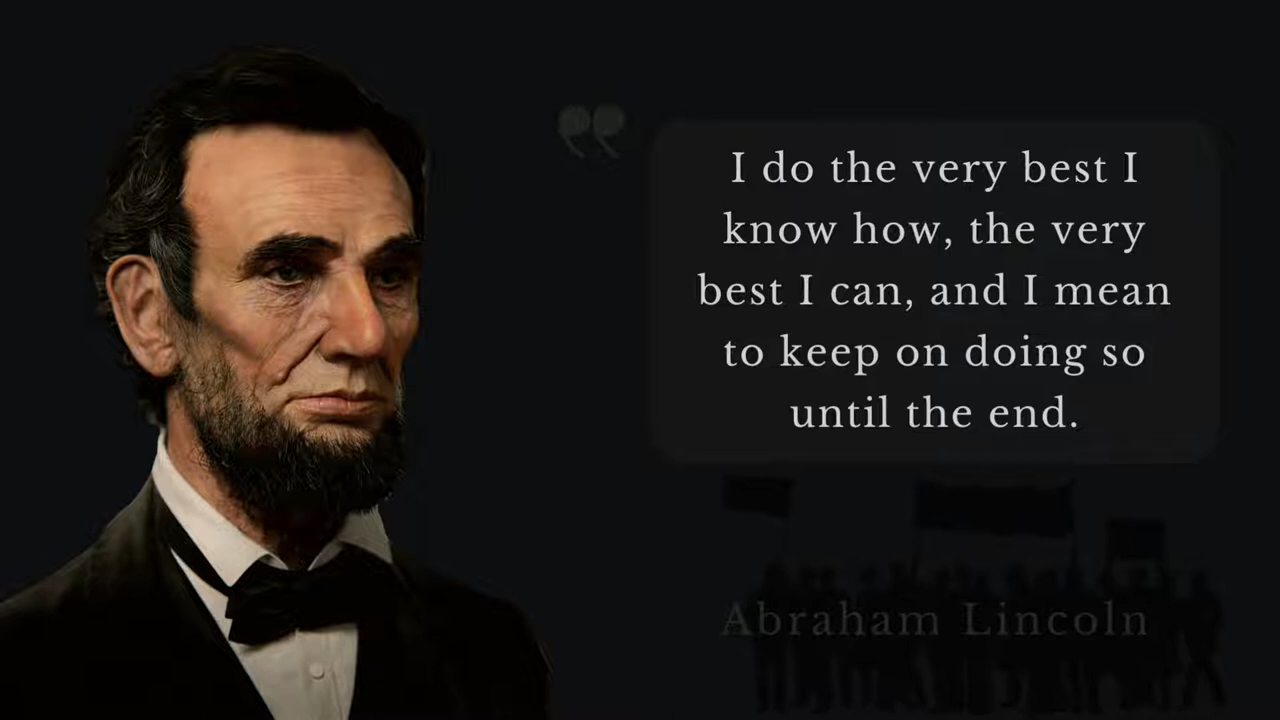 ❞
I do the very best I
know how, the very
best I can, and I mean
to keep on doing so
until the end.
Abraham Lincoln